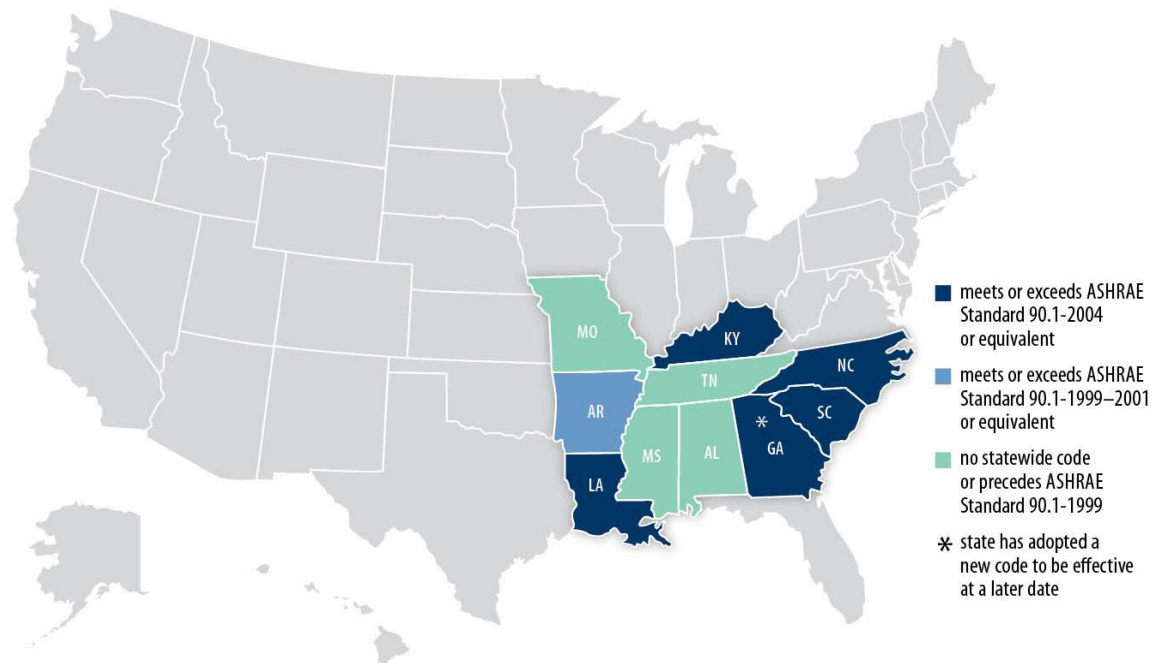 MO
KY
TN
NC
AR
SC
*
GA
MS
AL
LA
meets or exceeds ASHRAE
Standard 90.1-2004
or equivalent
meets or exceeds ASHRAE
Standard 90.1-1999–2001
or equivalent
no statewide code
or precedes ASHRAE
Standard 90.1-1999
* state has adopted a
new code to be effective
at a later date